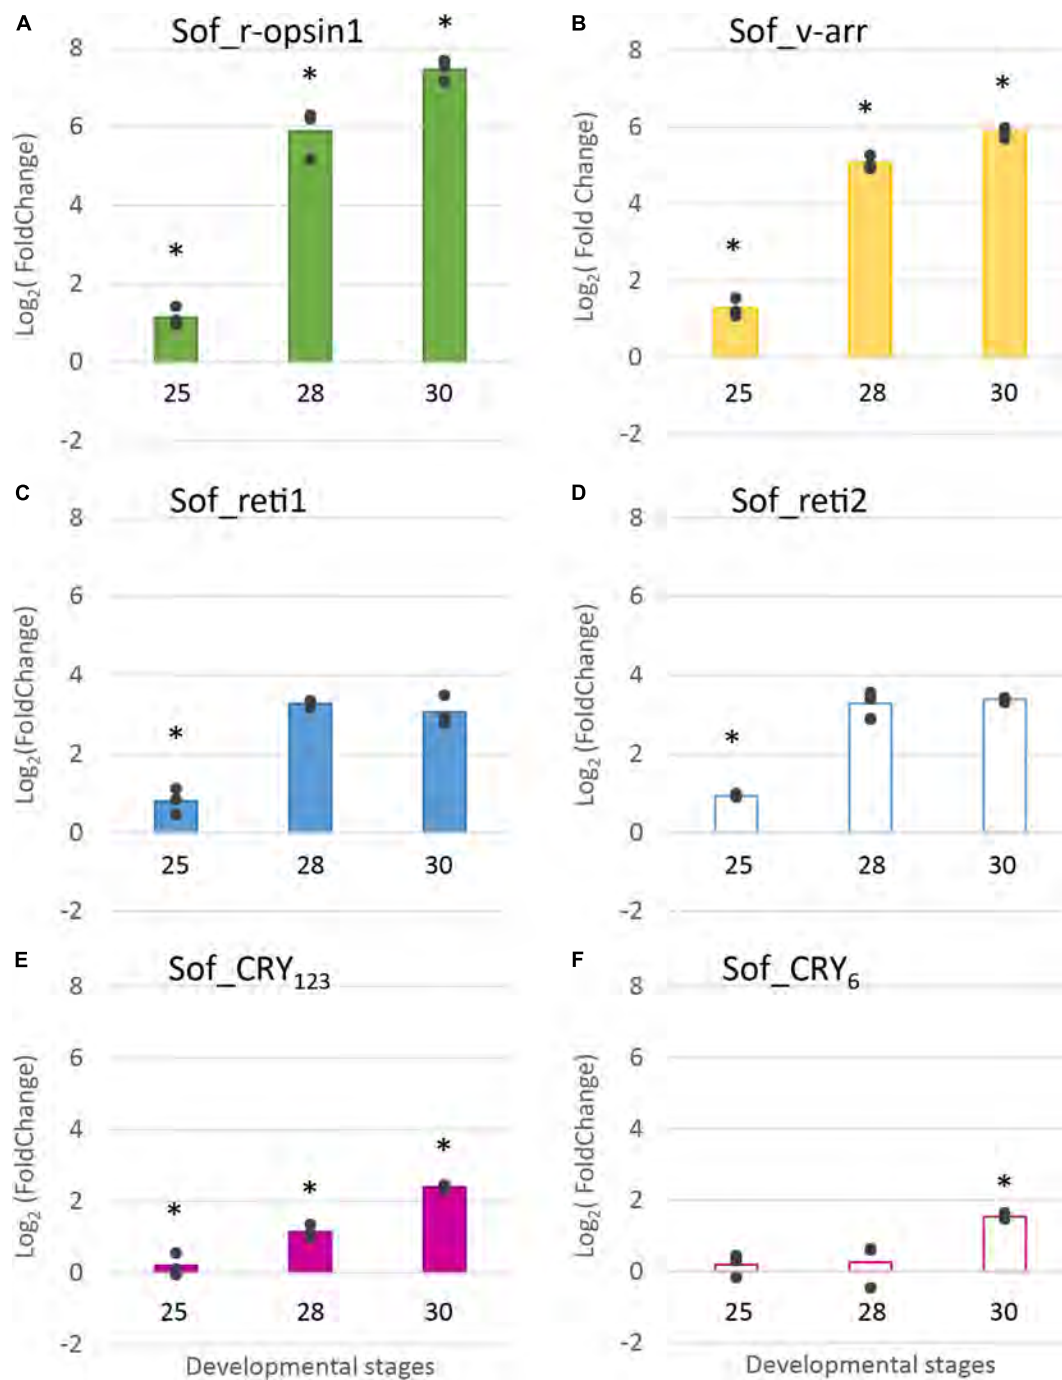 A
Sof_r-opsin1
Log2( FoldChange)
8
6
4
2
0
-2
*
*
*
25 28 30
B
Sof_v-arr
Log2( Fold Change)
8
6
4
2
0
-2
*
*
*
25 28 30
C
Sof_reti1
Log2(FoldChange)
8
6
4
2
0
-2
*
25 28 30
D
Sof_reti2
Log2 (FoldChange)
8
6
4
2
0
-2
*
25 28 30
E
Sof_CRY123
Log2 (FoldChange)
8
6
4
2
0
-2
*
*
*
25 28 30
Developmental stages
F
Sof_CRY6
Log2( FoldChange)
8
6
4
2
0
-2
*
25 28 30
Developmental stages